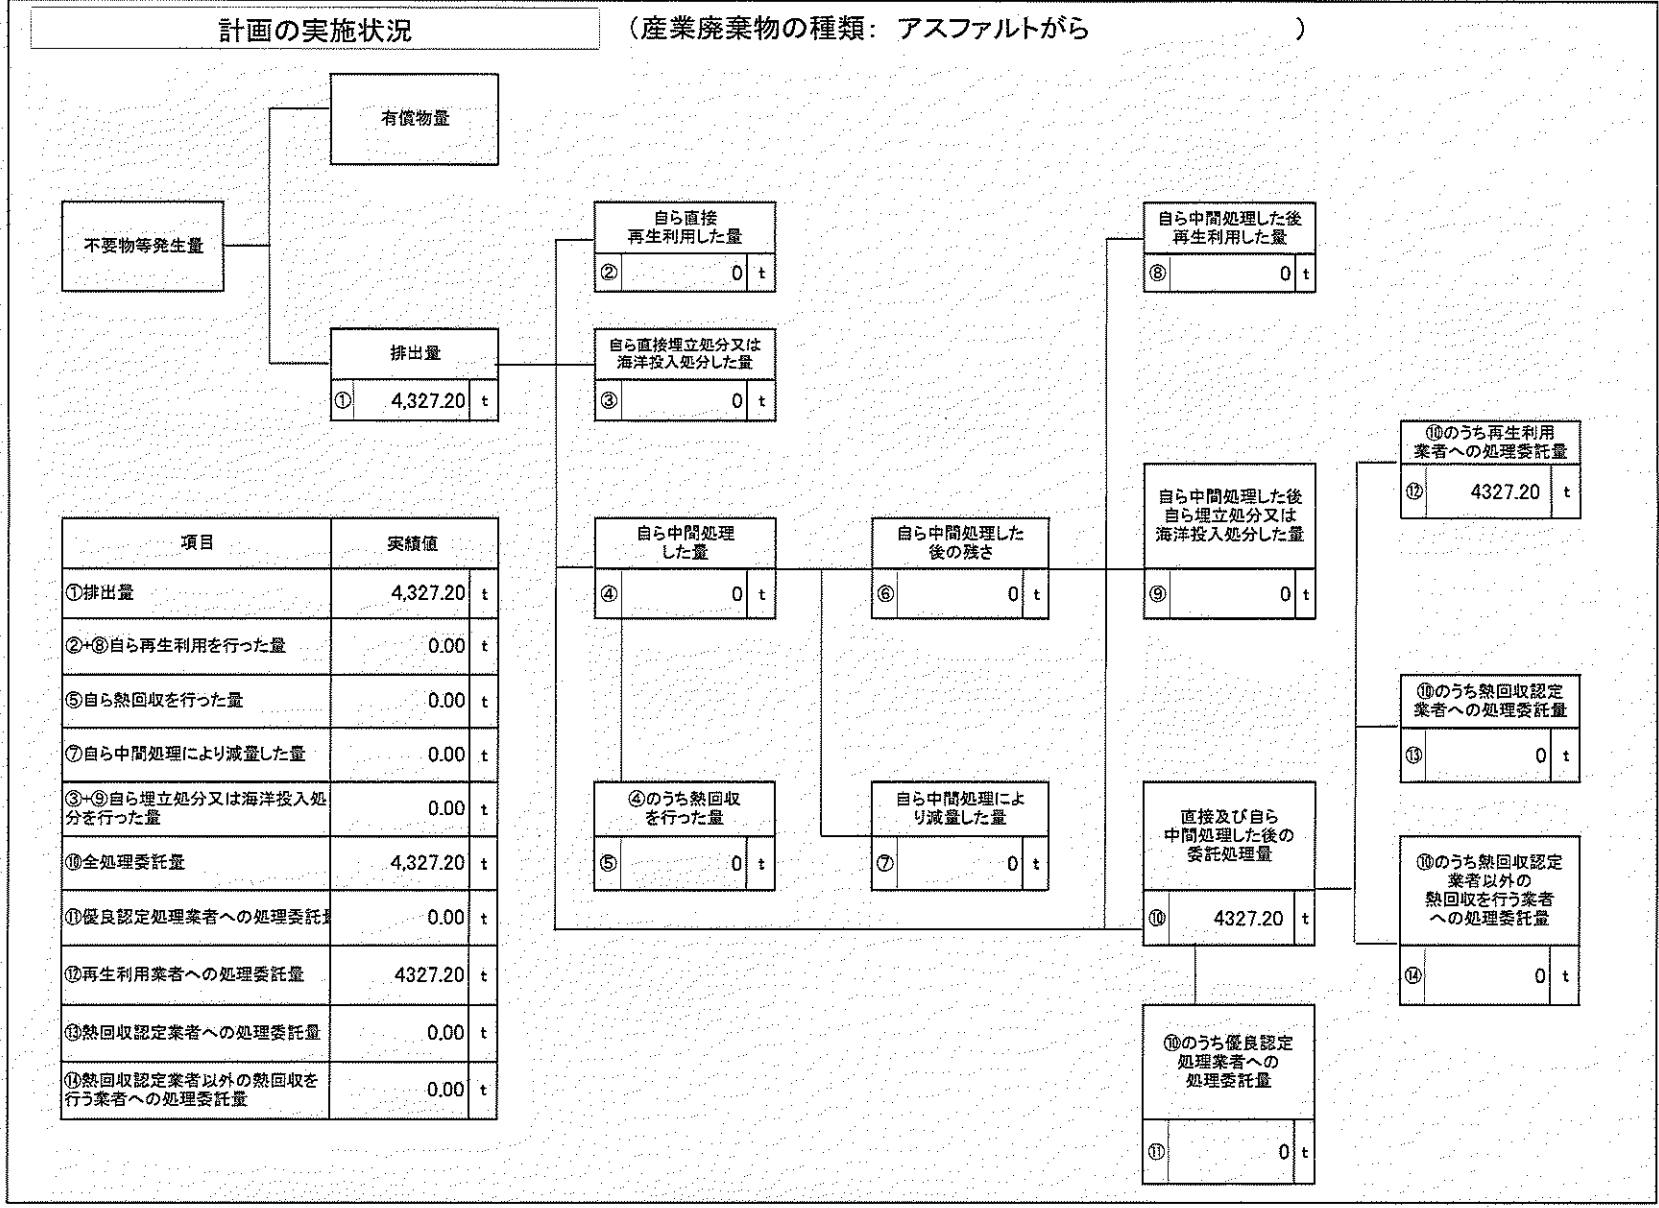 計画の実施状況
（産業廃棄物の種類： アスファルトがら ）
有償物量
不要物等発生量
排出量
① 4,327.20 t
自ら直接
再生利用した量
② 0 t
自ら直接埋立処分又は
海洋投入処分した量
③ 0 t
自ら中間処理
した量
④ 0 t
④のうち熱回収
を行った量
⑤ 0 t
自ら中間処理した
後の残さ
⑥ 0 t
自ら中間処理によ
り減量した量
⑦ 0 t
自ら中間処理した後
再生利用した量
⑧ 0 t
自ら中間処理した後
自ら埋立処分又は
海洋投入処分した量
⑨ 0 t
直接及び自ら
中間処理した後の
委託処理量
⑩ 4327.20 t
⑩のうち優良認定
処理業者への
処理委託量
⑪ 0 t
⑩のうち再生利用
業者への処理委託量
⑫ 4327.20 t
⑩のうち熱回収認定
業者への処理委託量
⑬ 0 t
⑩のうち熱回収認定
業者以外の
熱回収を行う業者
への処理委託量
⑭ 0 t
項目 実績値
①排出量 4,327.20 t
②+⑧自ら再生利用を行った量 0.00 t
⑤自ら熱回収を行った量 0.00 t
⑦自ら中間処理により減量した量 0.00 t
③+⑨自ら埋立処分又は海洋投入処
分を行った量 0.00 t
⑩全処理委託量 4,327.20 t
⑪優良認定処理業者への処理委託量 0.00 t
⑫再生利用業者への処理委託量 4327.20 t
⑬熱回収認定業者への処理委託量 0.00 t
⑭熱回収認定業者以外の熱回収を
行う業者への処理委託量 0.00 t